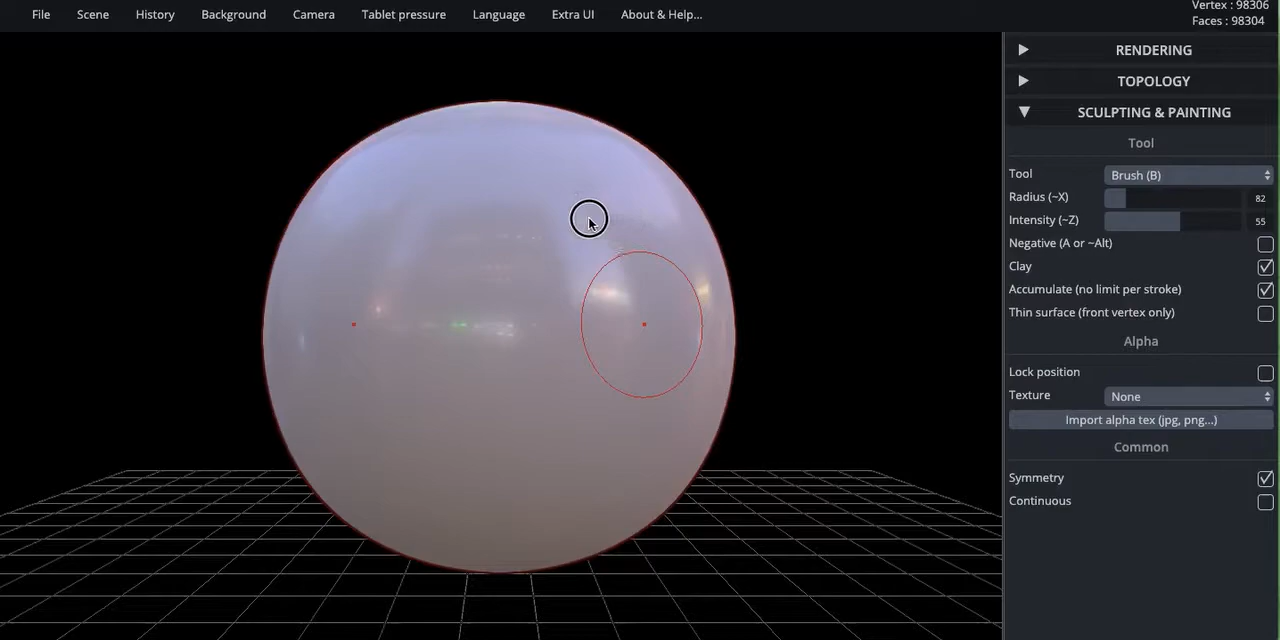 File Scene History Background Camera Tablet pressure Language Extra UI About & Help...
Vertex : 98306
Faces : 98304
RENDERING
TOPOLOGY
SCULPTING & PAINTING
Tool
Tool Brush (B)
Radius (~X) 82
Intensity (~Z) 55
Negative (A or ~Alt)
Clay
Accumulate (no limit per stroke)
Thin surface (front vertex only)
Alpha
Lock position
Texture None
Import alpha tex (jpg, png...)
Common
Symmetry
Continuous